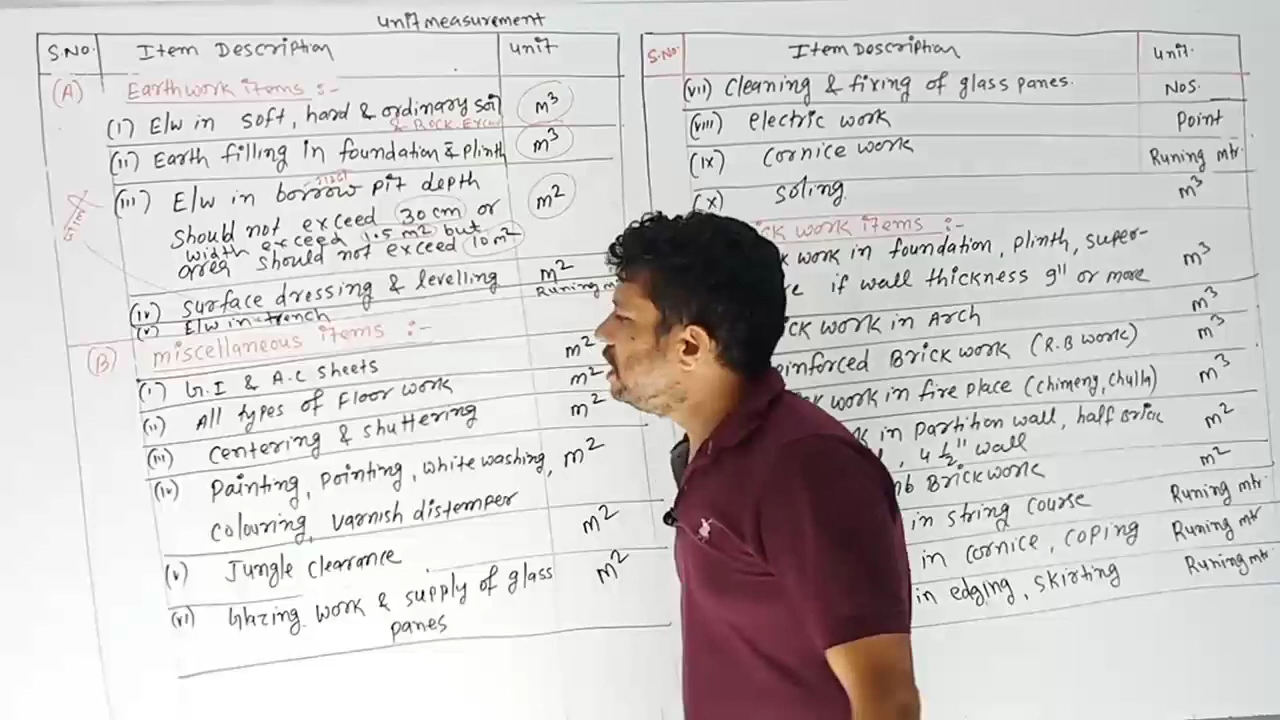 unit measurement
S.NO. Item Description unit
(A) Earthwork items :-
(i) E/w in soft, hard & ordinary soil m³
& Rock
(ii) Earth filling in foundation & Plinth m³
(iii) E/w in borrow pit depth m²
should not exceed 30 cm or
width exceed 1.5 m² but
area should not exceed 10 m²
(iv) Surface dressing & levelling m²
(v) E/w in trench Runing m
(B) miscellaneous items :-
(i) G.I & A.C Sheets m²
(ii) All types of Floor work m²
(iii) centering & shuttering m²
(iv) Painting, pointing, white washing, m²
colouring, varnish distemper
(v) Jungle clearance m²
(vi) Glazing work & supply of glass m²
panes
S.No. Item Description unit
(vii) Cleaning & fixing of glass panes. Nos.
(viii) electric work Point
(ix) Cornice work Runing mtr.
(x) Soling m³
ck work items :-
work in foundation, Plinth, super- m³
e if wall thickness 9" or more
ck work in Arch m³
einforced Brick work (R.B work) m³
work in fire place (chimeng, chulla) m³
k in Partition wall, half Brick m²
, 4½" wall
mb Brickwork m²
in string course Runing mtr.
in cornice, coping Runing mtr
in edging, skirting Runing mtr.